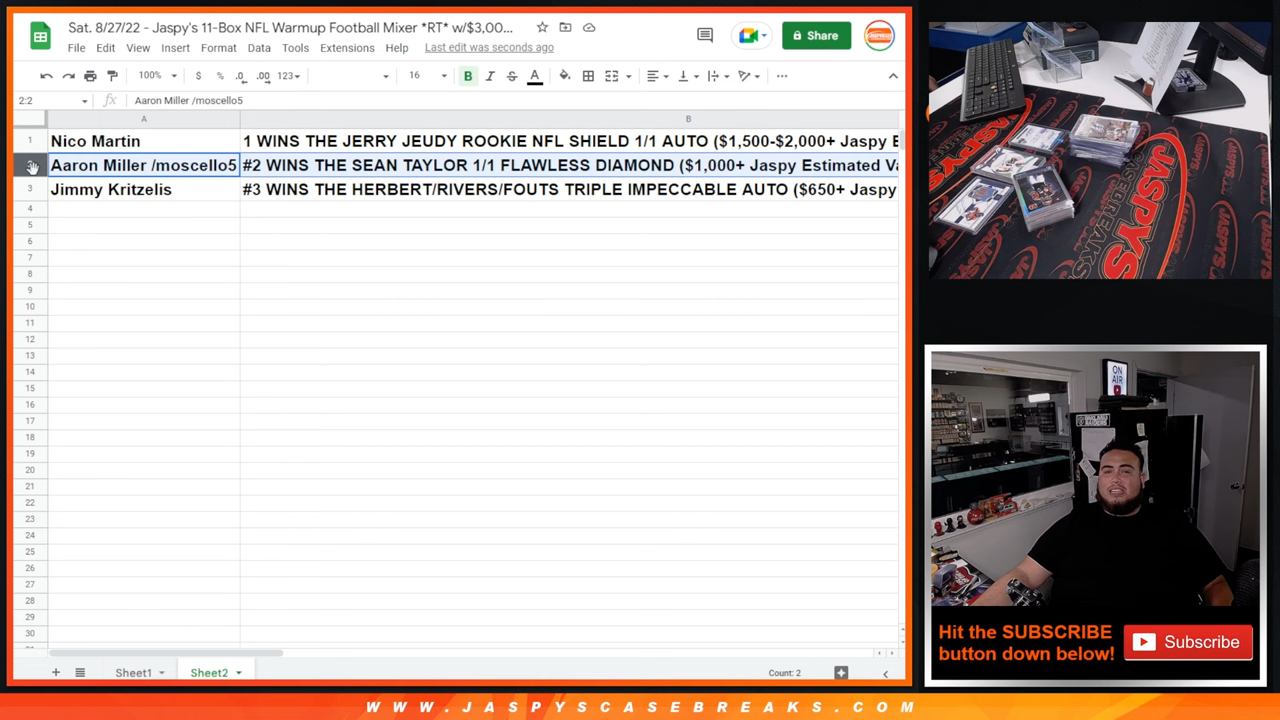 Sat. 8/27/22 - Jaspy's 11-Box NFL Warmup Football Mixer *RT* w/$3,00...
File Edit View Insert Format Data Tools Extensions Help Last edit was seconds ago
Share
100% $ % .0 .00 123 16 B I S A
2:2 fx Aaron Miller /moscello5
A B
1 Nico Martin 1 WINS THE JERRY JEUDY ROOKIE NFL SHIELD 1/1 AUTO ($1,500-$2,000+ Jaspy E
Aaron Miller /moscello5 #2 WINS THE SEAN TAYLOR 1/1 FLAWLESS DIAMOND ($1,000+ Jaspy Estimated Va
3 Jimmy Kritzelis #3 WINS THE HERBERT/RIVERS/FOUTS TRIPLE IMPECCABLE AUTO ($650+ Jaspy
4
5
6
7
8
9
10
11
12
13
14
15
16
17
18
19
20
21
22
23
24
25
26
27
28
29
30
Sheet1 Sheet2 Count: 2
JASPYS
CASEBREAKS
ON
AIR
Hit the SUBSCRIBE
button down below!
Subscribe
WWW.JASPYSCASEBREAKS.COM